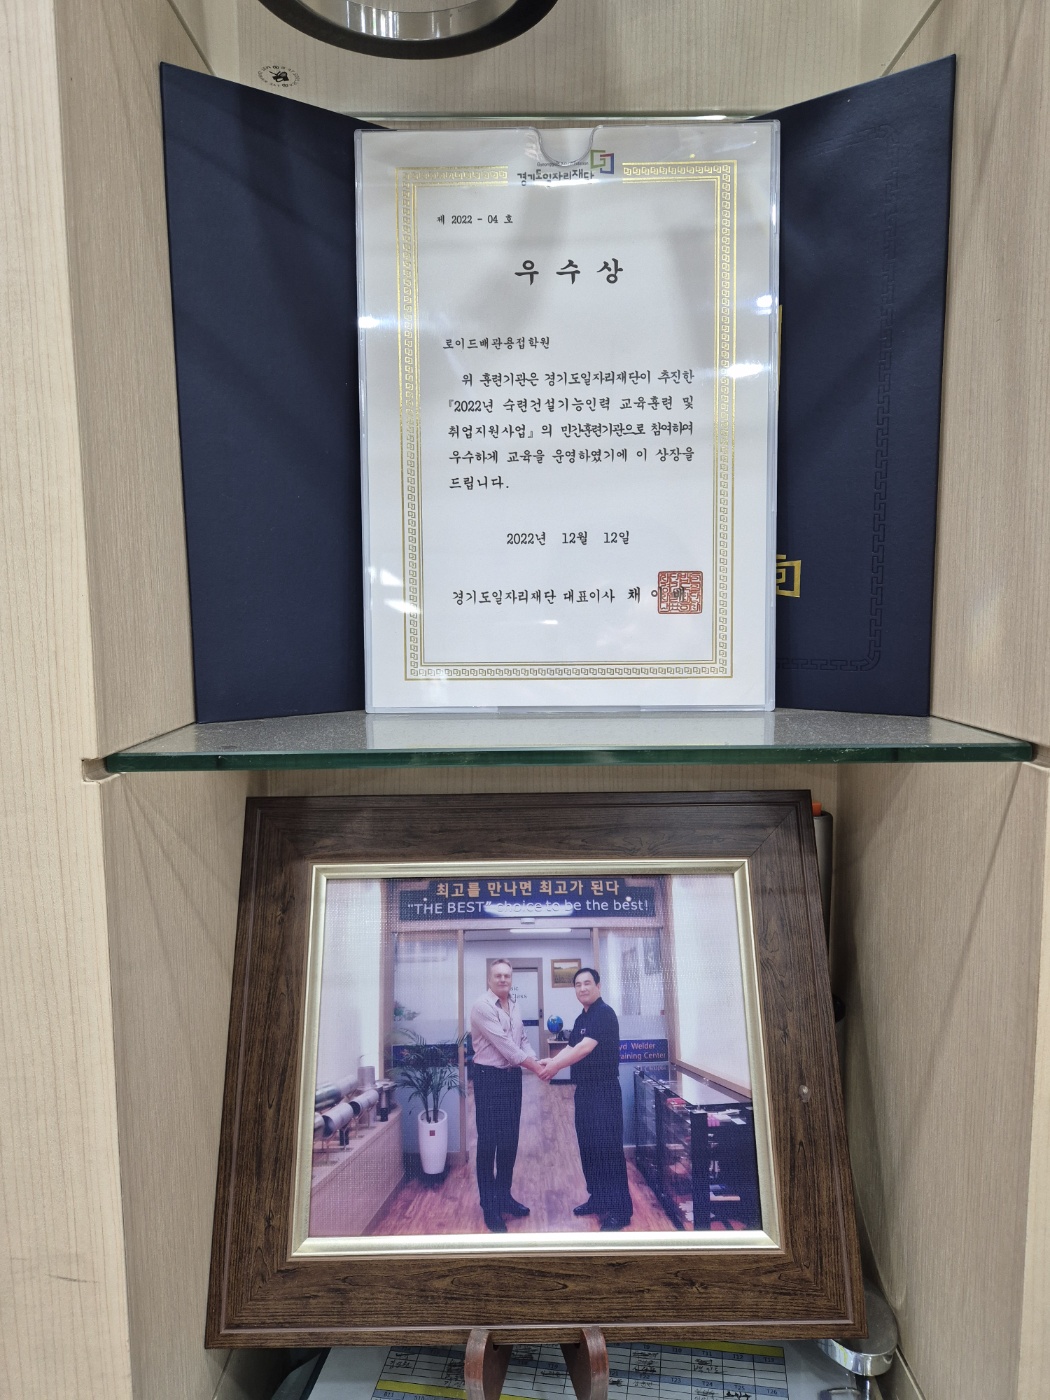 경기도일자리재단
제 2022 - 04 호
우 수 상
로이드배관용접학원
위 훈련기관은 경기도일자리재단이 추진한
『2022년 숙련건설기능인력 교육훈련 및
취업지원사업』의 민간훈련기관으로 참여하여
우수하게 교육을 운영하였기에 이 상장을
드립니다.
2022년 12월 12일
경기도일자리재단 대표이사 채 이 배
최고를 만나면 최고가 된다
"THE BEST" choice to be the best!
Welder
Training Center